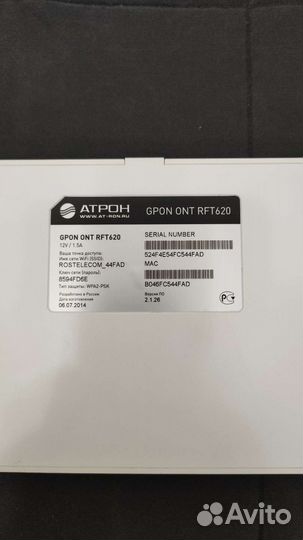 АТРОН
WWW.AT-RON.RU
GPON ONT RFT620
GPON ONT RFT620
12V / 1.5A
Ваша точка доступа:
Имя сети WiFi (SSID):
ROSTELECOM_44FAD
Ключ сети (пароль):
8594FD6E
Тип защиты: WPA2-PSK
Разработано в России
Дата изготовления
06.07.2014
SERIAL NUMBER
524F4E54FC544FAD
MAC
B046FC544FAD
Версия ПО
2.1.26
Avito